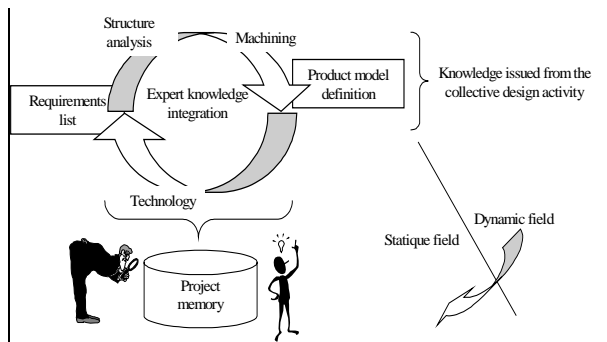 Structure
analysis
Machining
Requirements
list
Expert knowledge
integration
Product model
definition
Knowledge issued from the
collective design activity
Technology
Project
memory
Statique field
Dynamic field